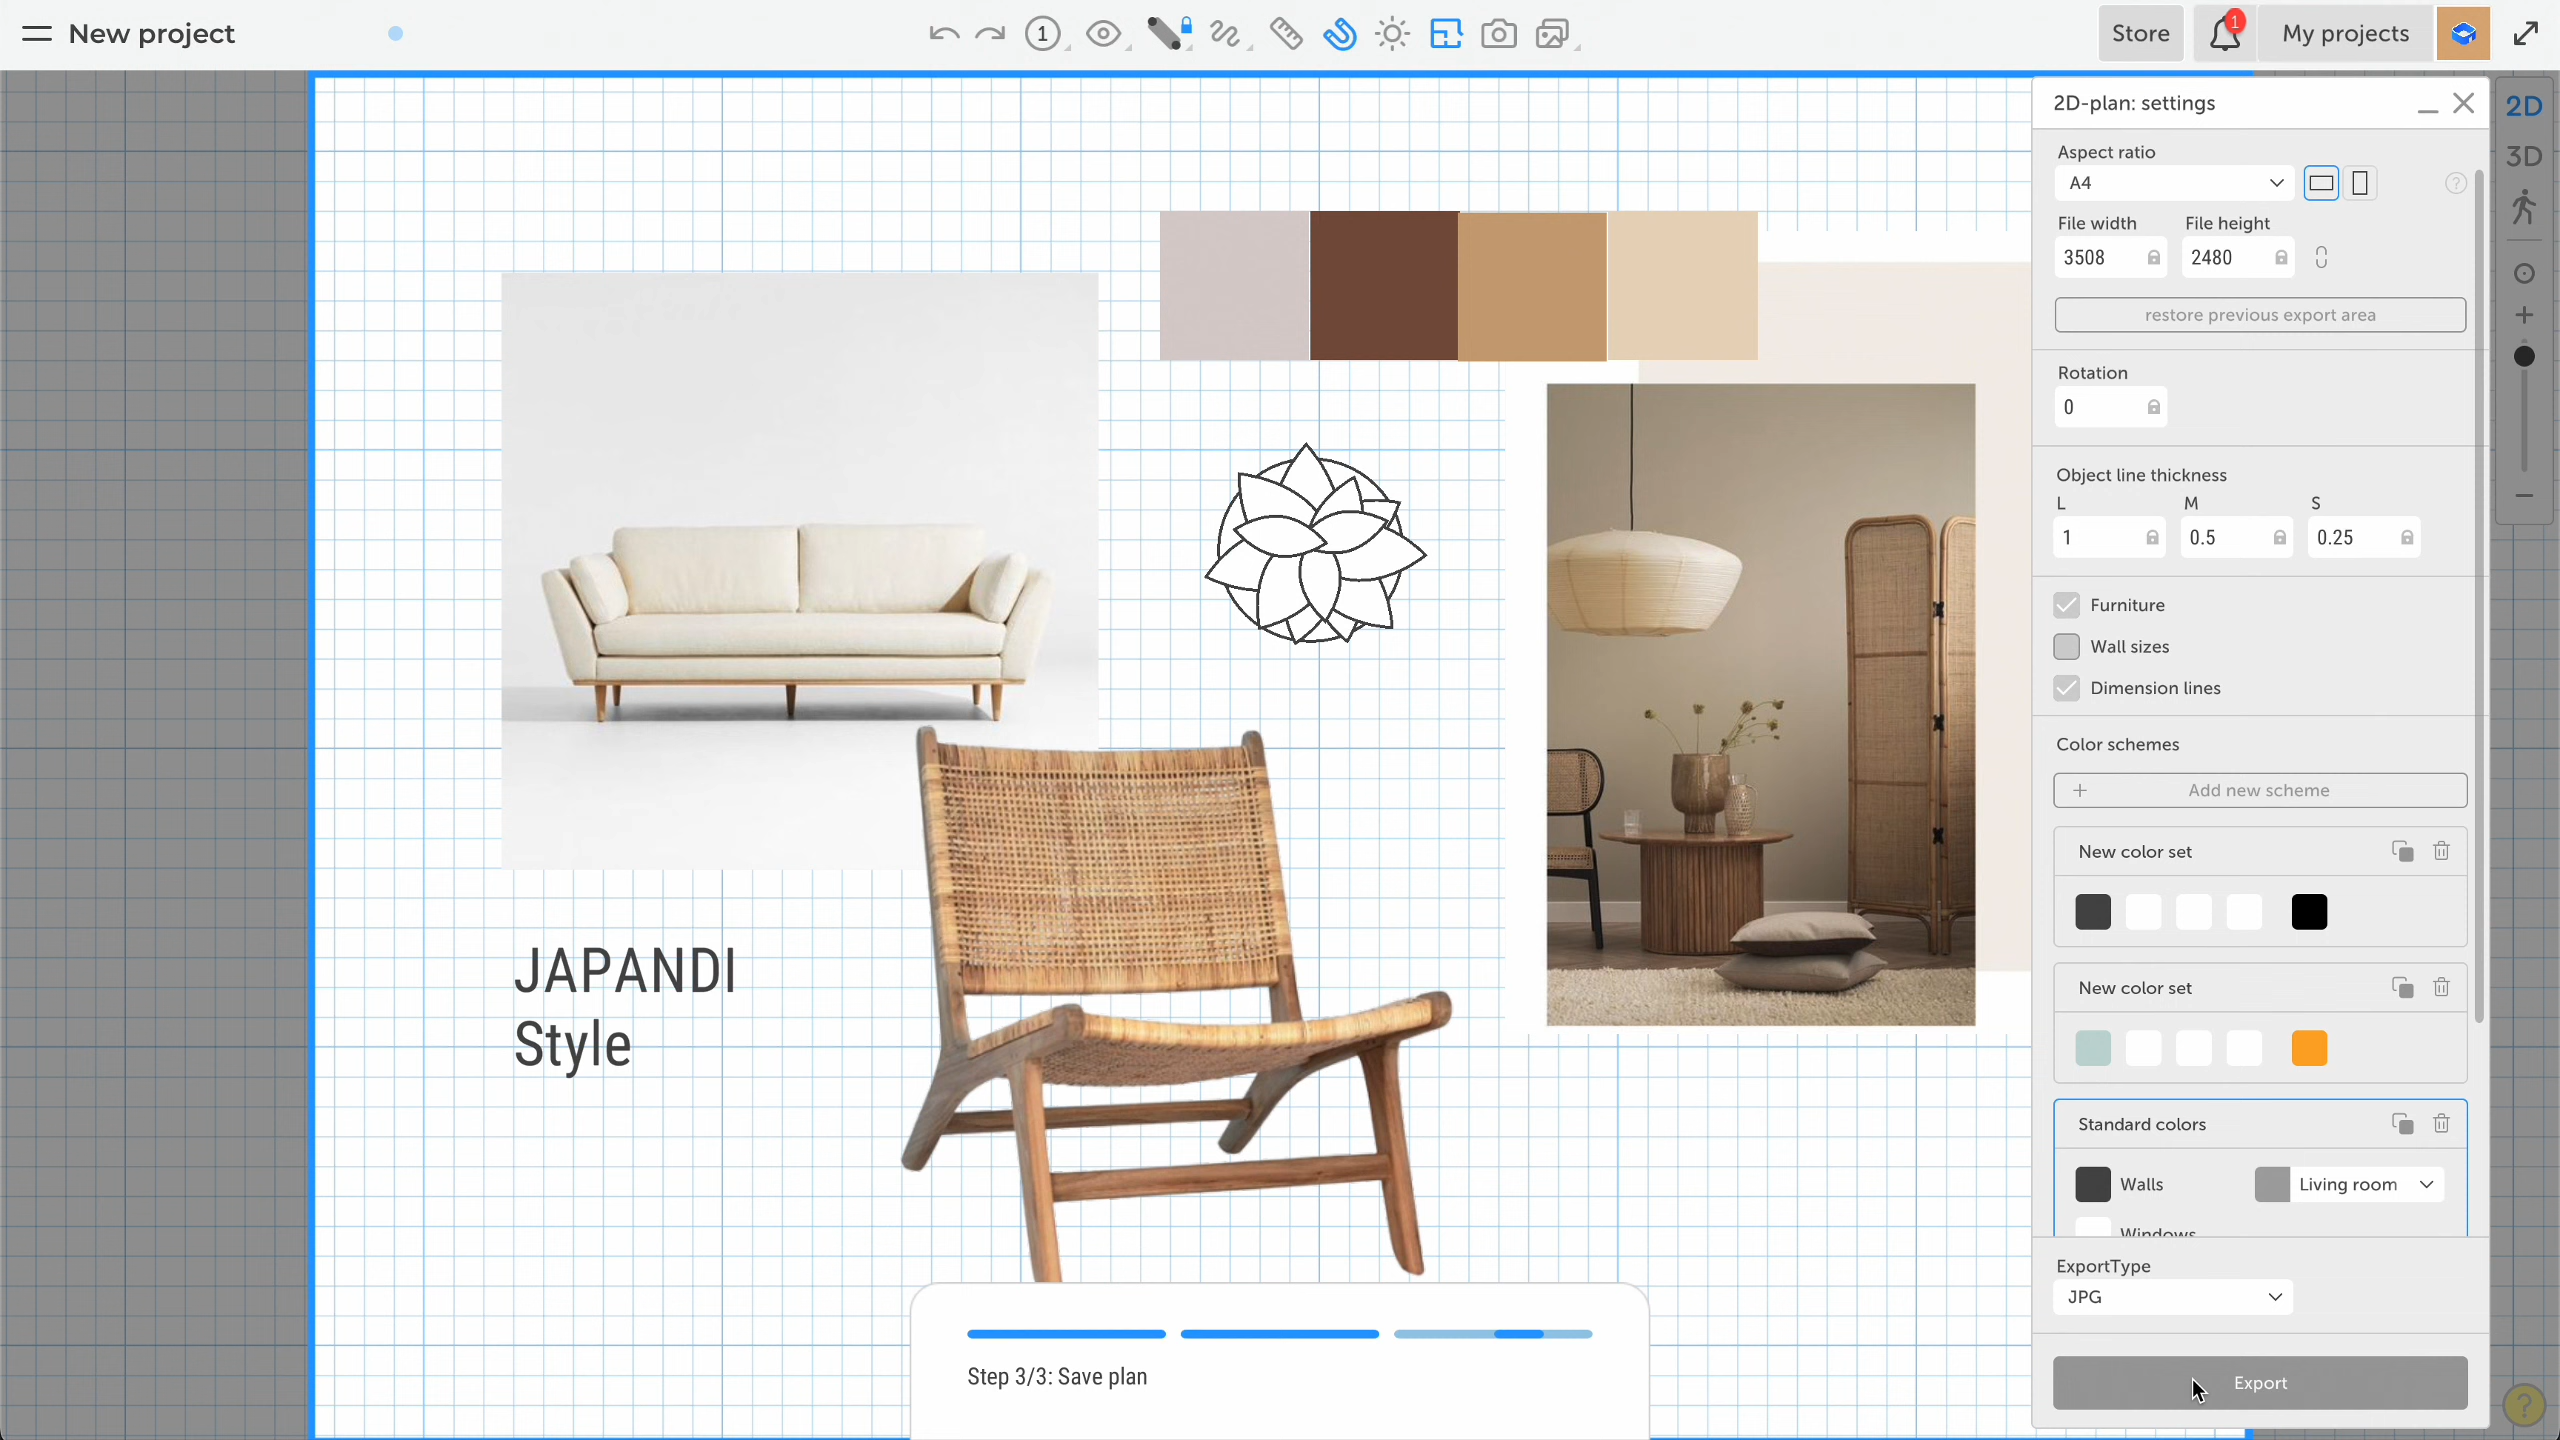 New project
1
Store
1
My projects
2D-plan: settings
2D
3D
Aspect ratio
A4
?
File width
File height
3508
2480
restore previous export area
Rotation
0
Object line thickness
L
M
S
1
0.5
0.25
Furniture
Wall sizes
Dimension lines
Color schemes
+ Add new scheme
New color set
New color set
Standard colors
Walls
Living room
Windows
ExportType
JPG
Export
?
JAPANDI
Style
Step 3/3: Save plan